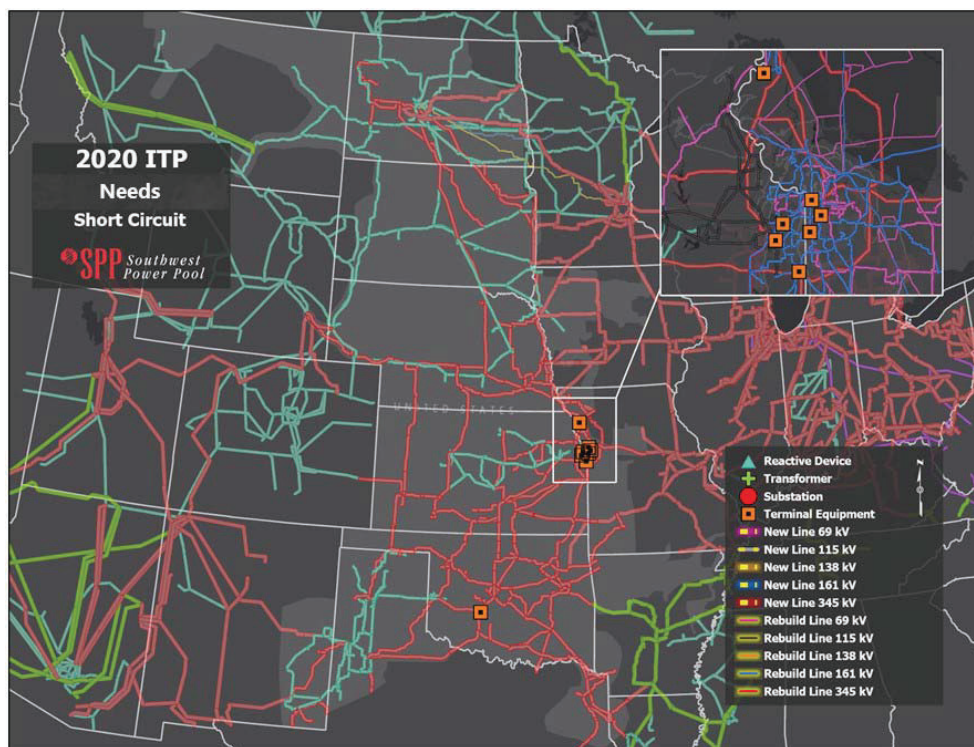 2020 ITP
Needs
Short Circuit
SPP Southwest
Power Pool
UNITED STATES
N
Reactive Device
Transformer
Substation
Terminal Equipment
New Line 69 kV
New Line 115 kV
New Line 138 kV
New Line 161 kV
New Line 345 kV
Rebuild Line 69 kV
Rebuild Line 115 kV
Rebuild Line 138 kV
Rebuild Line 161 kV
Rebuild Line 345 kV